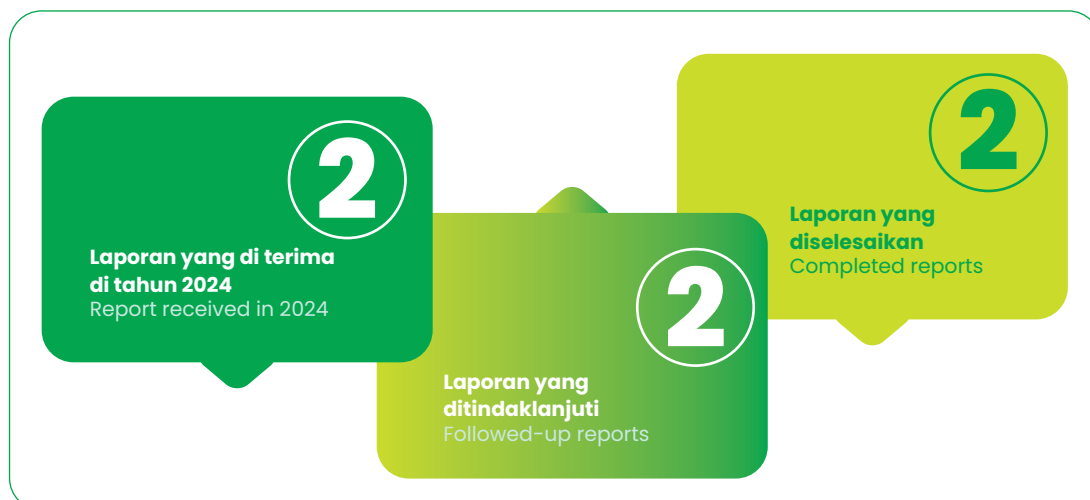 2
Laporan yang di terima
di tahun 2024
Report received in 2024
2
Laporan yang
ditindaklanjuti
Followed-up reports
2
Laporan yang
diselesaikan
Completed reports